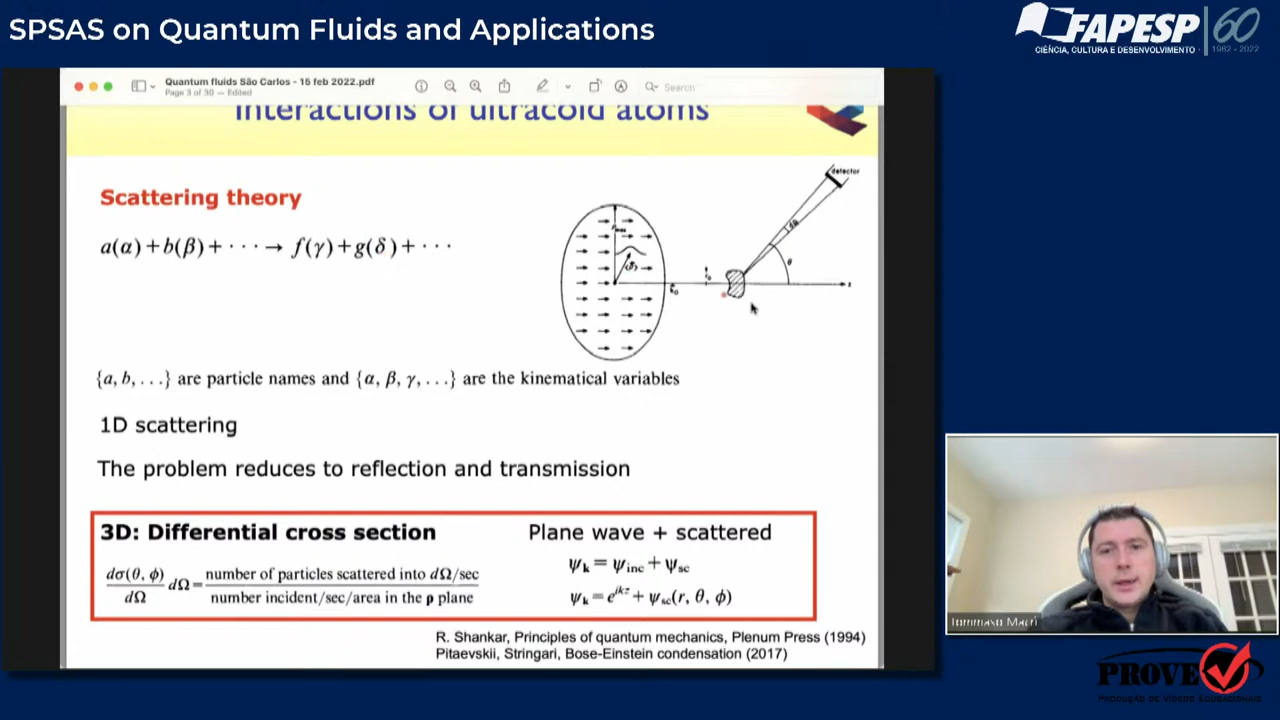 SPSAS on Quantum Fluids and Applications
FAPESP 60
CIÊNCIA, CULTURA E DESENVOLVIMENTO 1962 - 2022
Quantum fluids São Carlos - 15 feb 2022.pdf
Page 3 of 30 — Edited
Search
Interactions of ultracold atoms
Scattering theory
a(α)+b(β)+· · ·→ f(γ)+g(δ)+· · ·
detector
dΩ
θ
z
{a, b, . . .} are particle names and {α, β, γ, . . .} are the kinematical variables
1D scattering
The problem reduces to reflection and transmission
3D: Differential cross section
Plane wave + scattered
dσ(θ, ϕ)/dΩ dΩ= number of particles scattered into dΩ/sec / number incident/sec/area in the ρ plane
ψk = ψinc + ψsc
ψk = e^ikz + ψsc(r, θ, ϕ)
R. Shankar, Principles of quantum mechanics, Plenum Press (1994)
Pitaevskii, Stringari, Bose-Einstein condensation (2017)
Tommaso Macrì
PROVE
PRODUÇÃO DE VÍDEOS EDUCACIONAIS